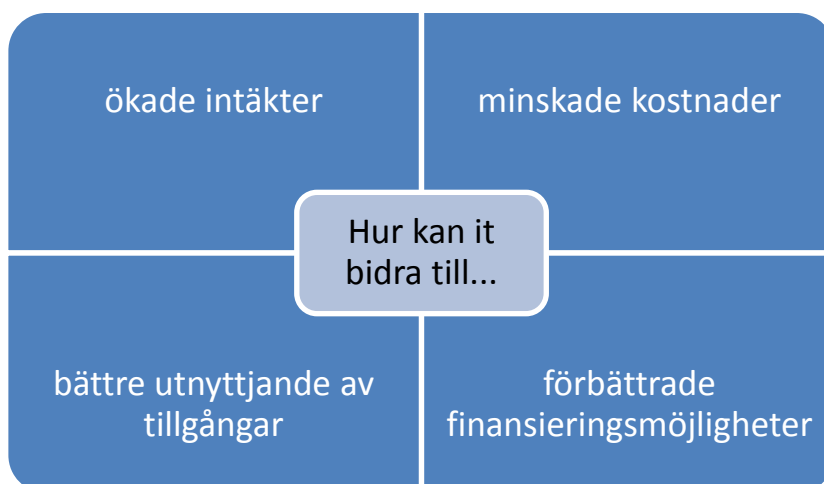 ökade intäkter
minskade kostnader
Hur kan it
bidra till...
bättre utnyttjande av
tillgångar
förbättrade
finansieringsmöjligheter